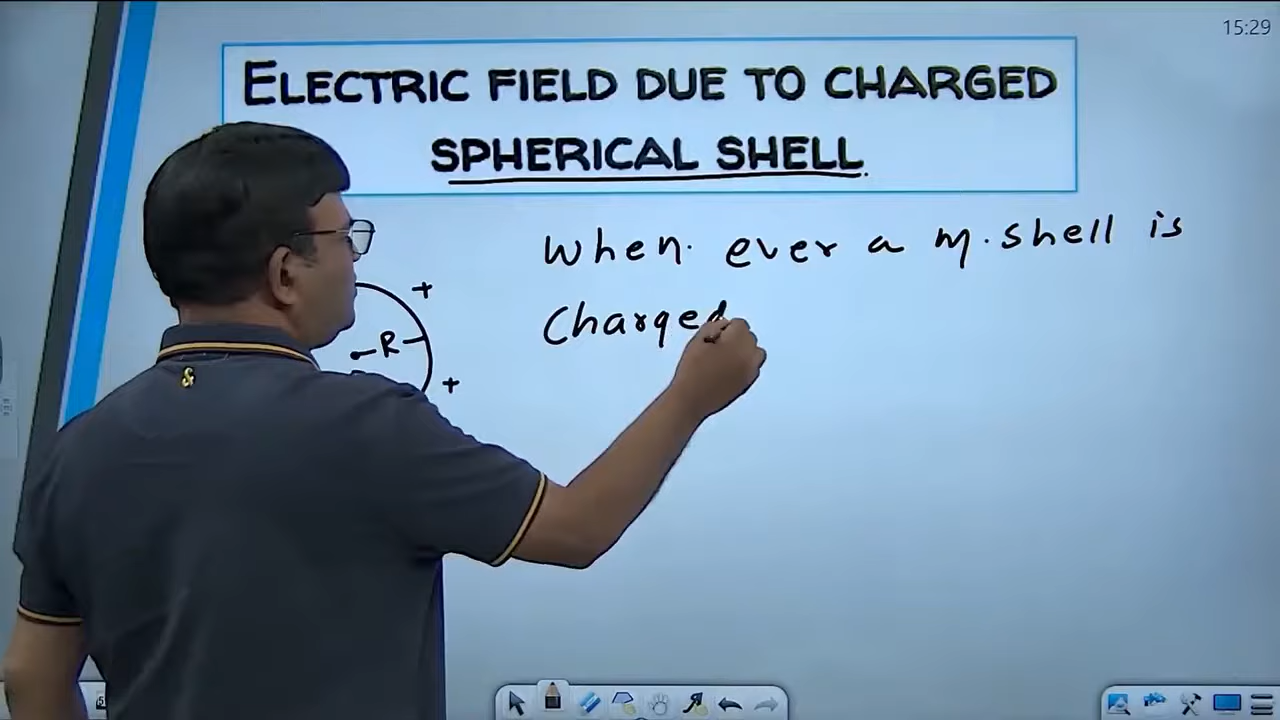 15:29
ELECTRIC FIELD DUE TO CHARGED
SPHERICAL SHELL
When ever a m. shell is
Charged
+
R
+